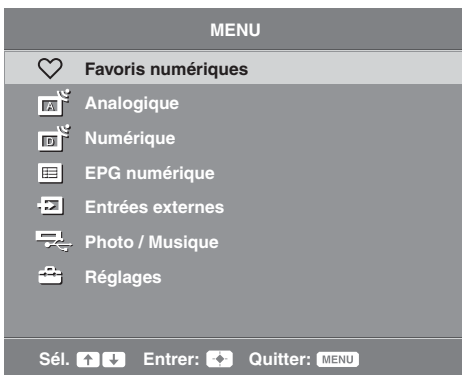 MENU
Favoris numériques
A Analogique
D Numérique
EPG numérique
Entrées externes
Photo / Musique
Réglages
Sél. ↑ ↓ Entrer: Quitter: MENU